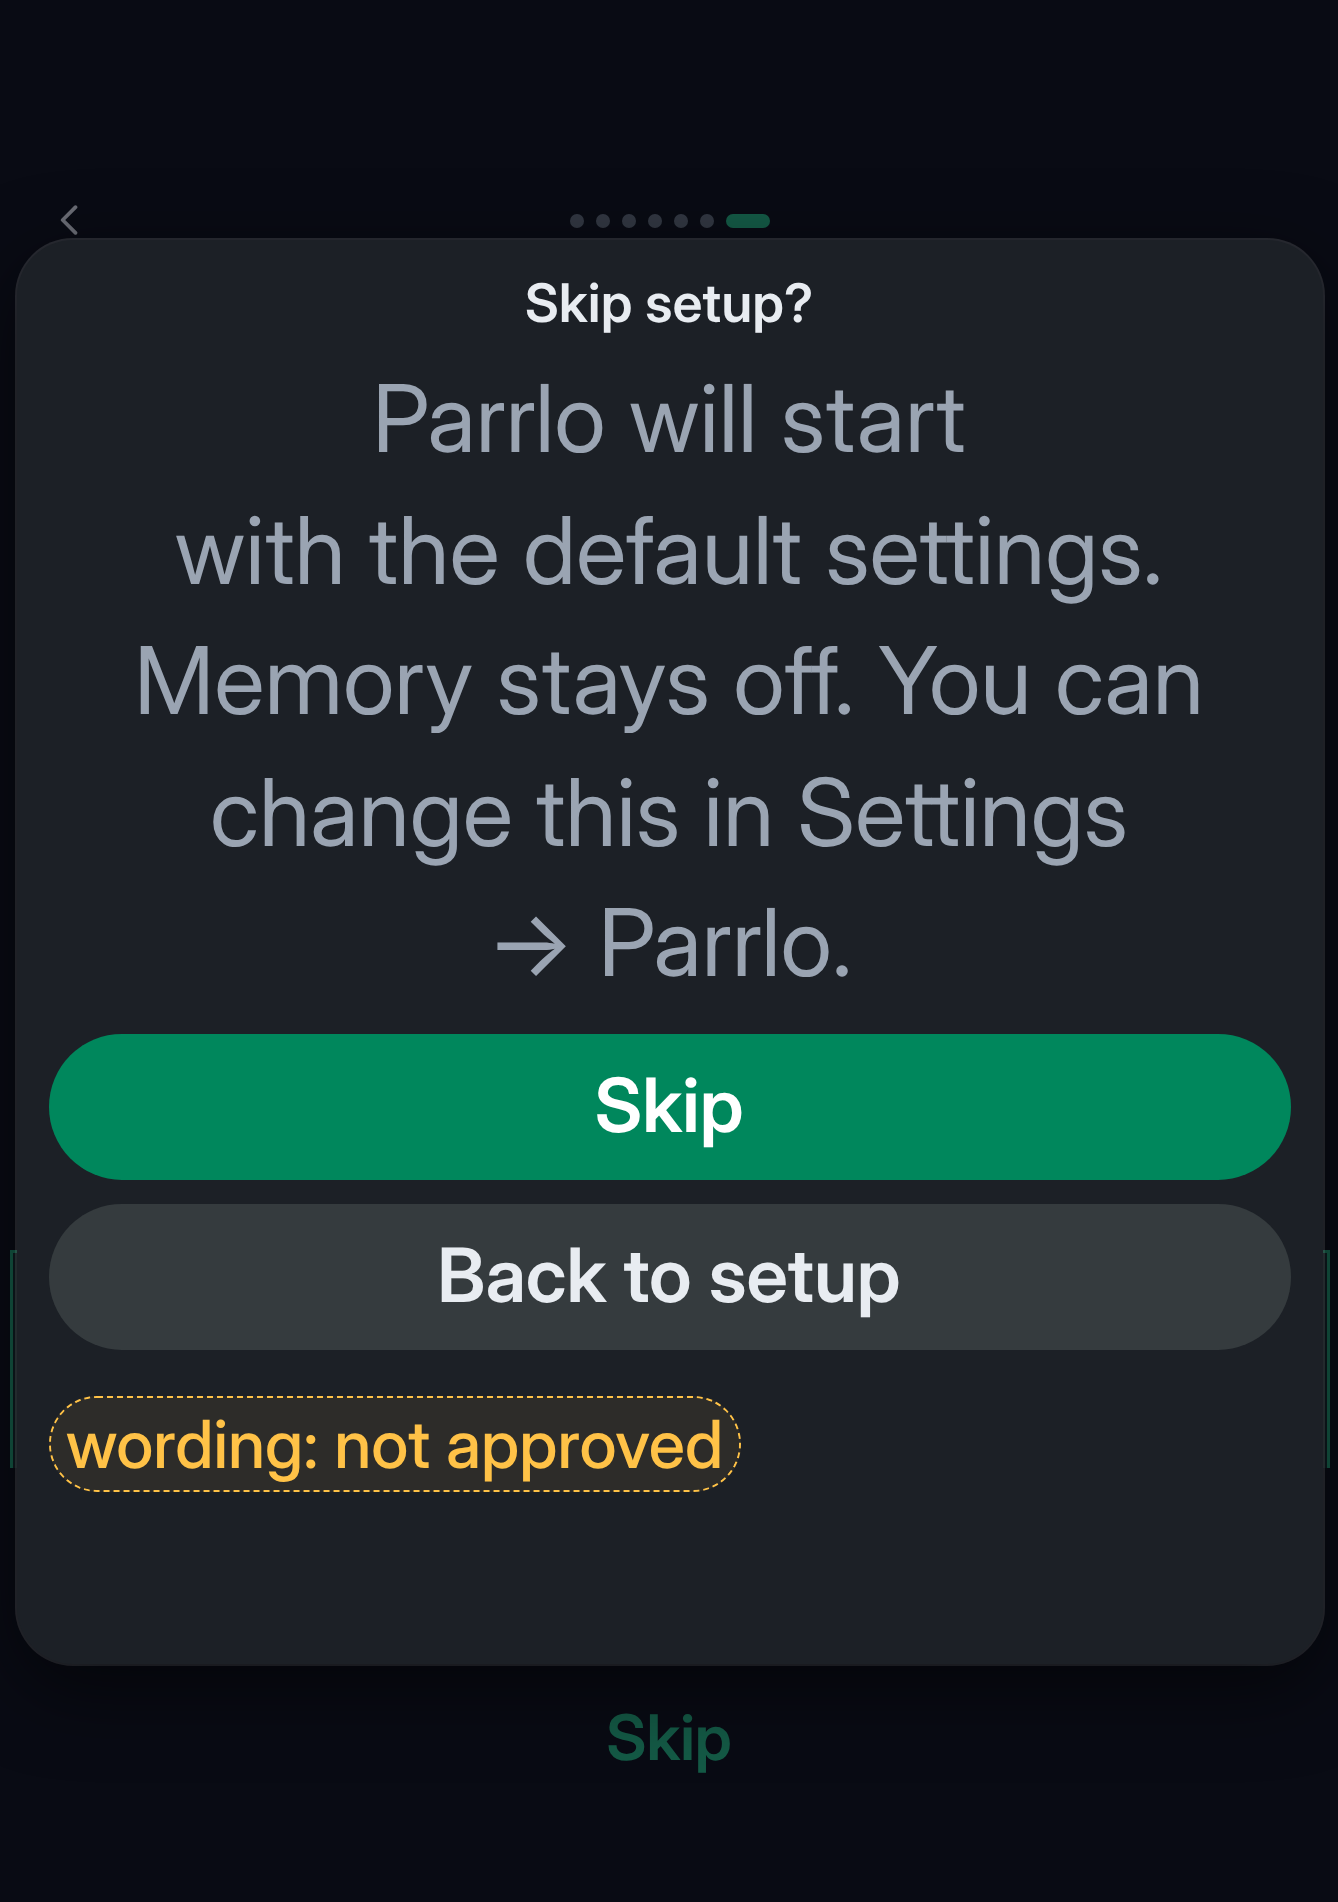 Skip setup?
Parrlo will start
with the default settings.
Memory stays off. You can
change this in Settings
→ Parrlo.
Skip
Back to setup
wording: not approved
Skip